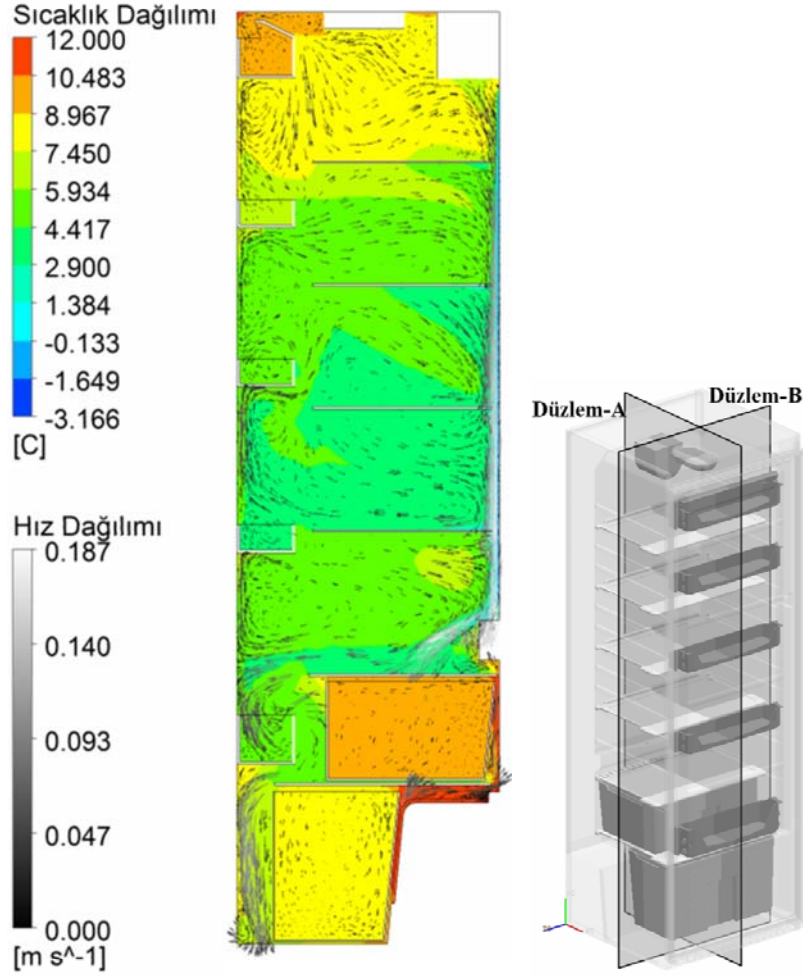 Sıcaklık Dağılımı
12.000
10.483
8.967
7.450
5.934
4.417
2.900
1.384
-0.133
-1.649
-3.166
[C]
Hız Dağılımı
0.187
0.140
0.093
0.047
0.000
[m s^-1]
Düzlem-A
Düzlem-B